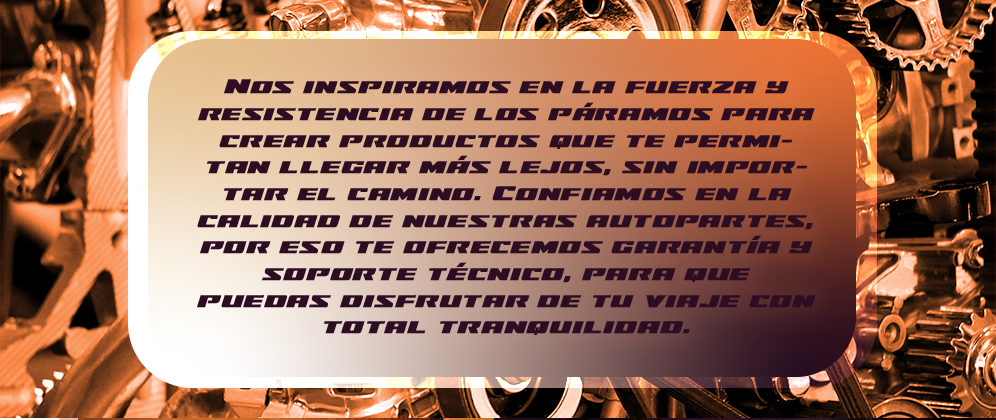 Nos inspiramos en la fuerza y
resistencia de los páramos para
crear productos que te permi-
tan llegar más lejos, sin impor-
tar el camino. Confiamos en la
calidad de nuestras autopartes,
por eso te ofrecemos garantía y
soporte técnico, para que
puedas disfrutar de tu viaje con
total tranquilidad.